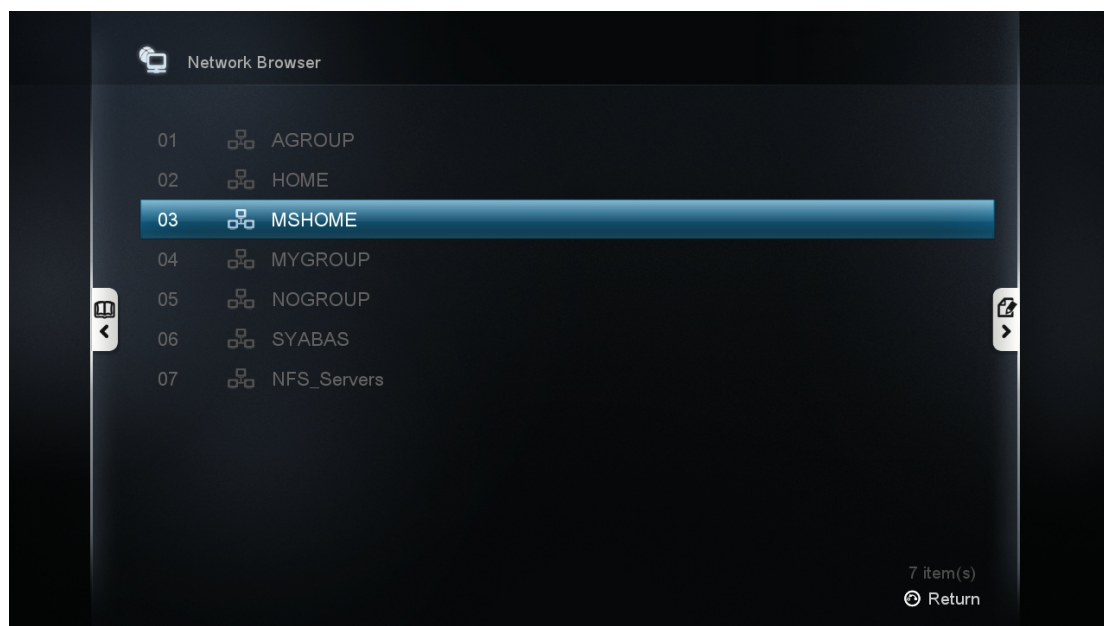 Network Browser
01 AGROUP
02 HOME
03 MSHOME
04 MYGROUP
05 NOGROUP
06 SYABAS
07 NFS_Servers
7 item(s)
Return